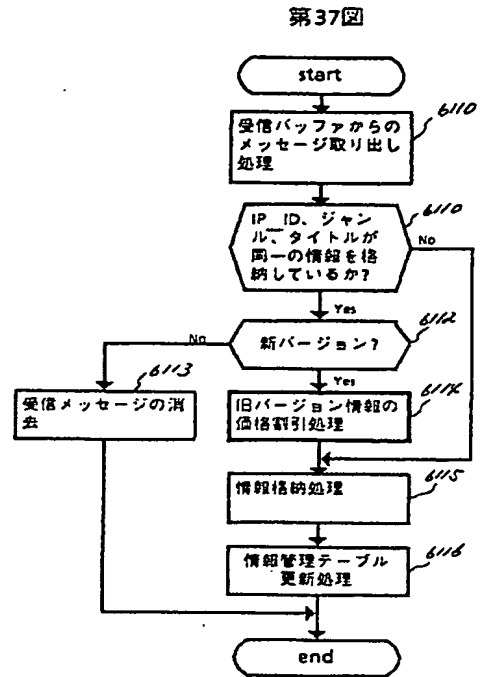 第37図
start
6110
受信バッファからの
メッセージ取り出し
処理
6110
IP_ID、ジャン
ル、タイトルが
同一の情報を格
納しているか?
No
Yes
6112
新バージョン?
No
Yes
6113
受信メッセージの消
去
6114
旧バージョン情報の
価格割引処理
6115
情報格納処理
6116
情報管理テーブル
更新処理
end